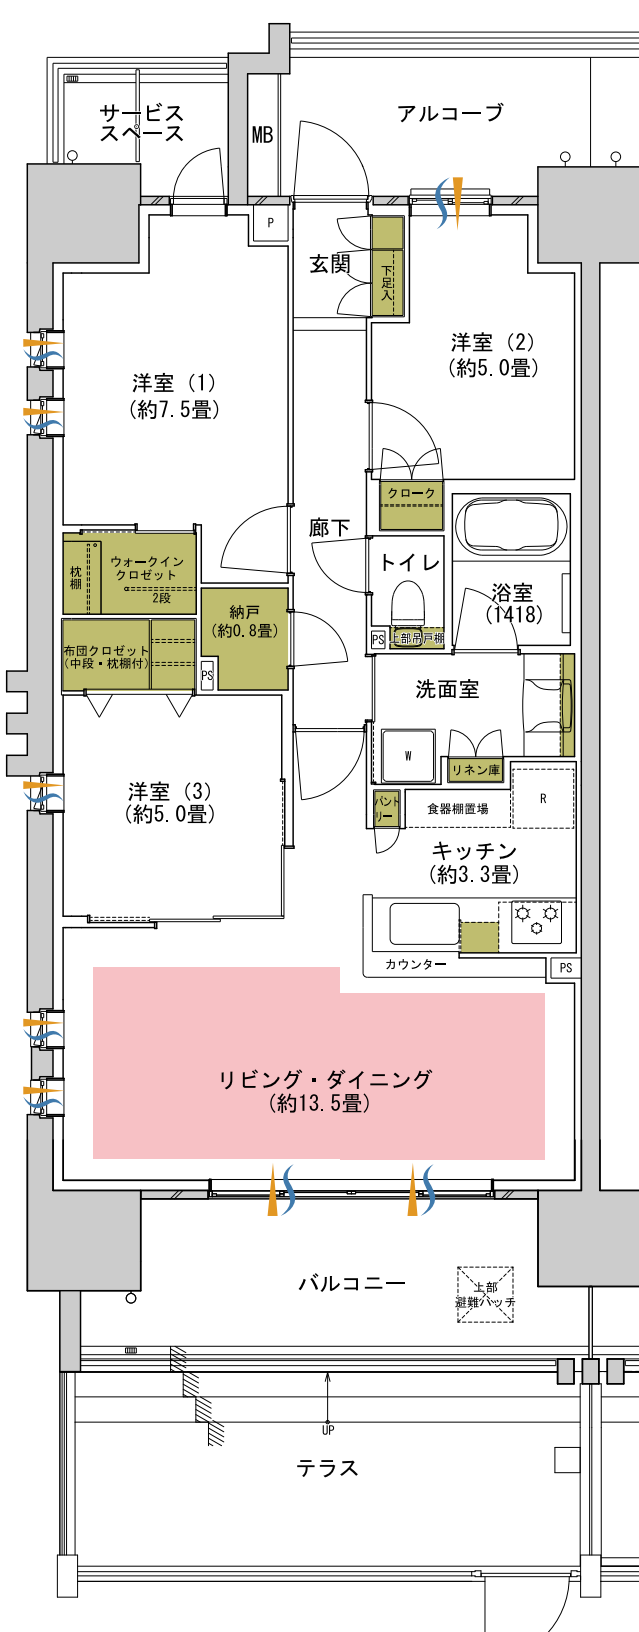 サービス
スペース
MB
アルコーブ
P
玄関
下足入
洋室（2）
（約5.0畳）
洋室（1）
（約7.5畳）
クローク
廊下
トイレ
浴室
（1418）
ウォークイン
クロゼット
枕棚
2段
納戸
（約0.8畳）
PS
上部吊戸棚
布団クロゼット
（中段・枕棚付）
PS
洗面室
W
リネン庫
洋室（3）
（約5.0畳）
パント
リー
食器棚置場
R
キッチン
（約3.3畳）
カウンター
PS
リビング・ダイニング
（約13.5畳）
バルコニー
上部
避難ハッチ
UP
テラス